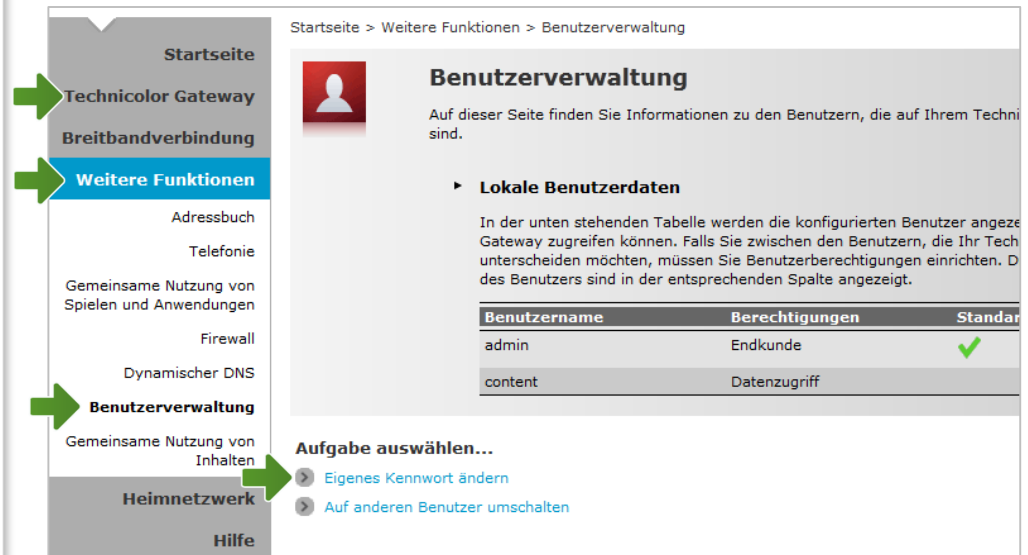 Startseite > Weitere Funktionen > Benutzerverwaltung
Startseite
Technicolor Gateway
Breitbandverbindung
Weitere Funktionen
Adressbuch
Telefonie
Gemeinsame Nutzung von
Spielen und Anwendungen
Firewall
Dynamischer DNS
Benutzerverwaltung
Gemeinsame Nutzung von
Inhalten
Heimnetzwerk
Hilfe
Benutzerverwaltung
Auf dieser Seite finden Sie Informationen zu den Benutzern, die auf Ihrem Techni
sind.
Lokale Benutzerdaten
In der unten stehenden Tabelle werden die konfigurierten Benutzer angeze
Gateway zugreifen können. Falls Sie zwischen den Benutzern, die Ihr Tech
unterscheiden möchten, müssen Sie Benutzerberechtigungen einrichten. D
des Benutzers sind in der entsprechenden Spalte angezeigt.
Benutzername Berechtigungen Standar
admin Endkunde
content Datenzugriff
Aufgabe auswählen...
Eigenes Kennwort ändern
Auf anderen Benutzer umschalten